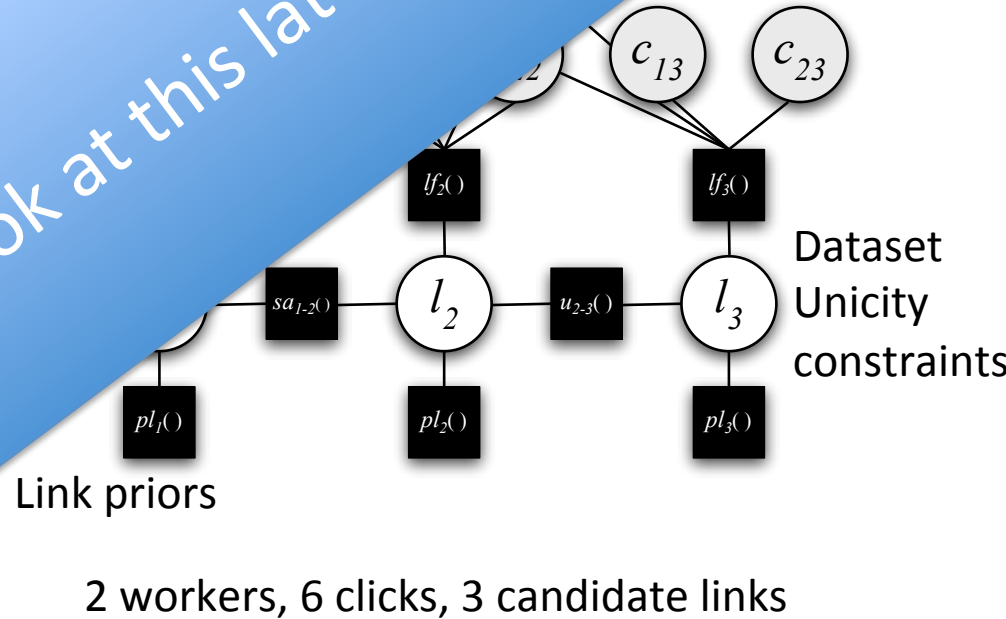 ok at this lat
c13
c23
lf2()
lf3()
Dataset
Unicity
constraints
sa1-2()
l2
u2-3()
l3
pl1()
pl2()
pl3()
Link priors
2 workers, 6 clicks, 3 candidate links